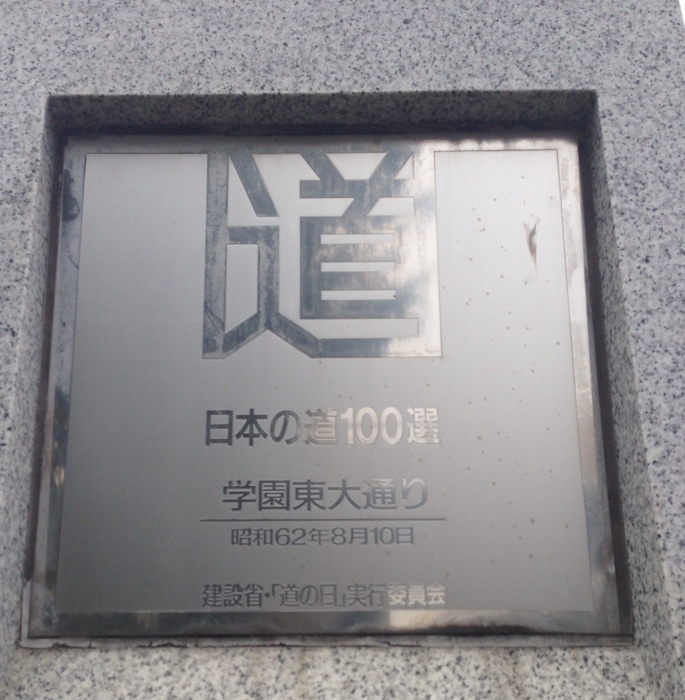 道
日本の道100選
学園東大通り
昭和62年8月10日
建設省・「道の日」実行委員会